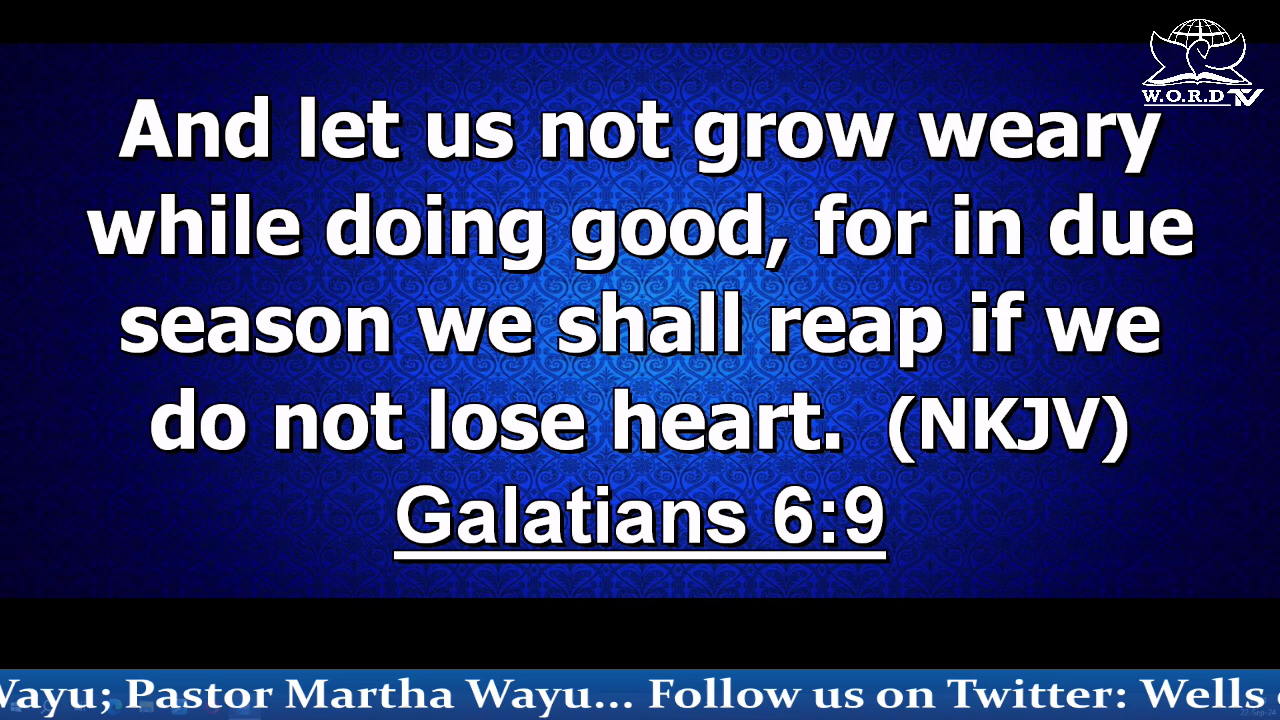 W.O.R.D TV
And let us not grow weary
while doing good, for in due
season we shall reap if we
do not lose heart. (NKJV)
Galatians 6:9
Wayu; Pastor Martha Wayu... Follow us on Twitter: Wells